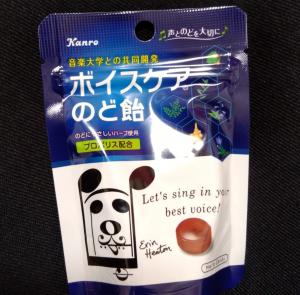 Kanro
♪声とのどを大切に♪
音楽大学との共同開発
ボイスケア®
のど飴
のどにやさしいハーブ使用
プロポリス配合
Let's sing in your
best voice!
Erin
Heaton